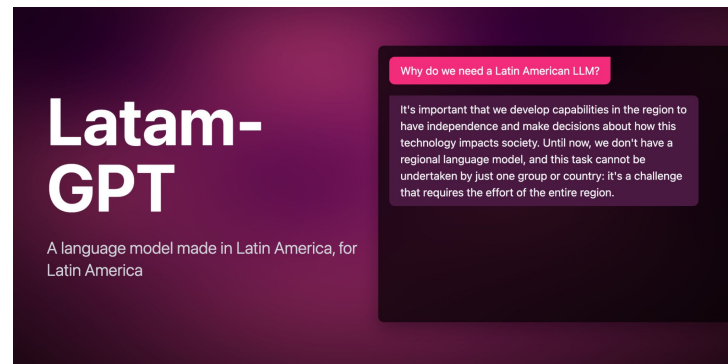 Latam-
GPT
A language model made in Latin America, for
Latin America
Why do we need a Latin American LLM?
It's important that we develop capabilities in the region to
have independence and make decisions about how this
technology impacts society. Until now, we don't have a
regional language model, and this task cannot be
undertaken by just one group or country: it's a challenge
that requires the effort of the entire region.